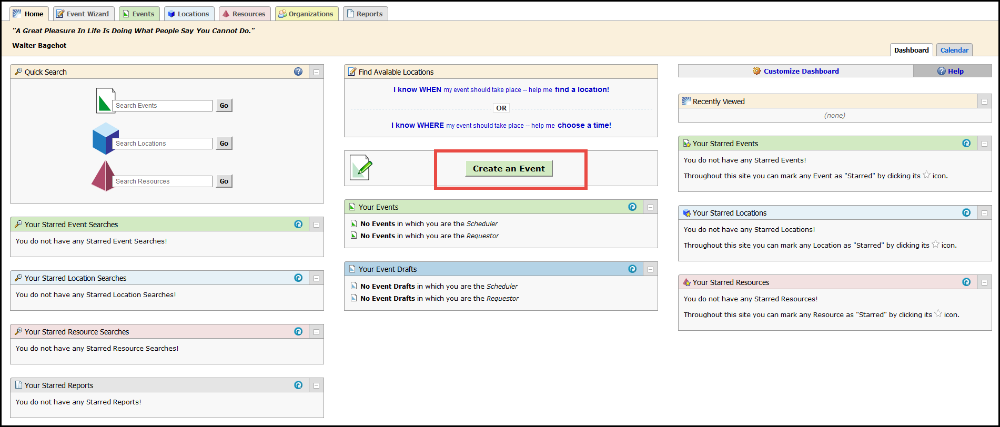 Home Event Wizard Events Locations Resources Organizations Reports
"A Great Pleasure In Life Is Doing What People Say You Cannot Do."
Walter Bagehot
Dashboard Calendar
Quick Search
Search Events Go
Search Locations Go
Search Resources Go
Your Starred Event Searches
You do not have any Starred Event Searches!
Your Starred Location Searches
You do not have any Starred Location Searches!
Your Starred Resource Searches
You do not have any Starred Resource Searches!
Your Starred Reports
You do not have any Starred Reports!
Find Available Locations
I know WHEN my event should take place -- help me find a location!
OR
I know WHERE my event should take place -- help me choose a time!
Create an Event
Your Events
No Events in which you are the Scheduler
No Events in which you are the Requestor
Your Event Drafts
No Event Drafts in which you are the Scheduler
No Event Drafts in which you are the Requestor
Customize Dashboard ? Help
Recently Viewed
(none)
Your Starred Events
You do not have any Starred Events!
Throughout this site you can mark any Event as "Starred" by clicking its icon.
Your Starred Locations
You do not have any Starred Locations!
Throughout this site you can mark any Location as "Starred" by clicking its icon.
Your Starred Resources
You do not have any Starred Resources!
Throughout this site you can mark any Resource as "Starred" by clicking its icon.